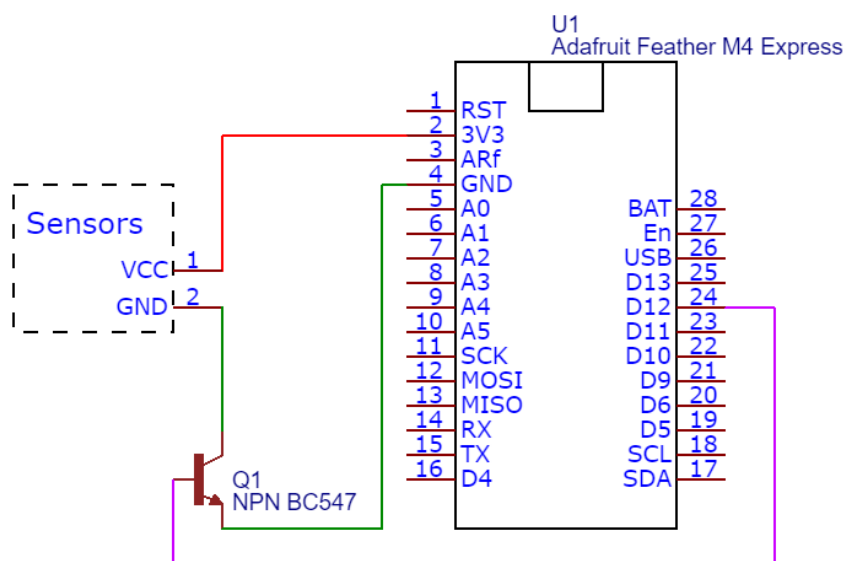 U1
Adafruit Feather M4 Express
1 RST
2 3V3
3 ARf
4 GND
5 A0
6 A1
7 A2
8 A3
9 A4
10 A5
11 SCK
12 MOSI
13 MISO
14 RX
15 TX
16 D4
BAT 28
En 27
USB 26
D13 25
D12 24
D11 23
D10 22
D9 21
D6 20
D5 19
SCL 18
SDA 17
Sensors
VCC 1
GND 2
Q1
NPN BC547